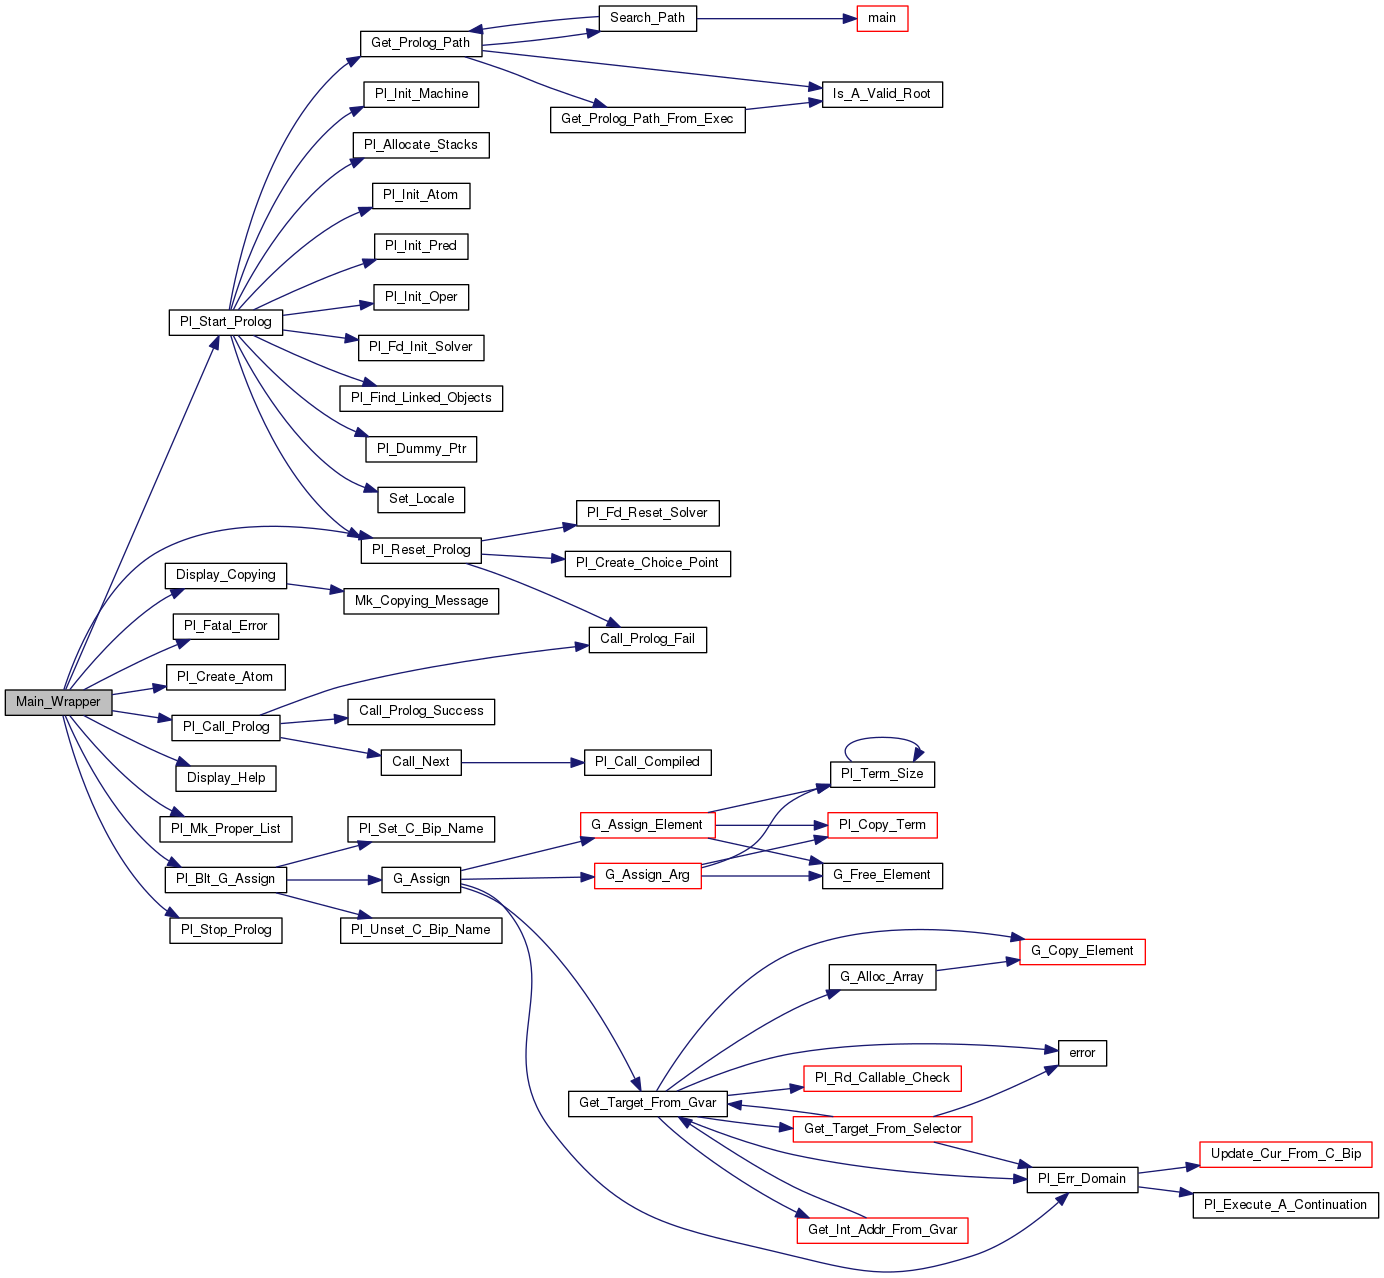 Search_Path
main
Get_Prolog_Path
Pl_Init_Machine
Is_A_Valid_Root
Get_Prolog_Path_From_Exec
Pl_Allocate_Stacks
Pl_Init_Atom
Pl_Init_Pred
Pl_Init_Oper
Pl_Start_Prolog
Pl_Fd_Init_Solver
Pl_Find_Linked_Objects
Pl_Dummy_Ptr
Set_Locale
Pl_Fd_Reset_Solver
Pl_Reset_Prolog
Pl_Create_Choice_Point
Display_Copying
Mk_Copying_Message
Pl_Fatal_Error
Call_Prolog_Fail
Pl_Create_Atom
Main_Wrapper
Call_Prolog_Success
Pl_Call_Prolog
Call_Next
Pl_Call_Compiled
Display_Help
Pl_Term_Size
Pl_Mk_Proper_List
Pl_Set_C_Bip_Name
G_Assign_Element
Pl_Copy_Term
Pl_Blt_G_Assign
G_Assign
G_Assign_Arg
G_Free_Element
Pl_Stop_Prolog
Pl_Unset_C_Bip_Name
G_Copy_Element
G_Alloc_Array
error
Pl_Rd_Callable_Check
Get_Target_From_Gvar
Get_Target_From_Selector
Update_Cur_From_C_Bip
Pl_Err_Domain
Pl_Execute_A_Continuation
Get_Int_Addr_From_Gvar